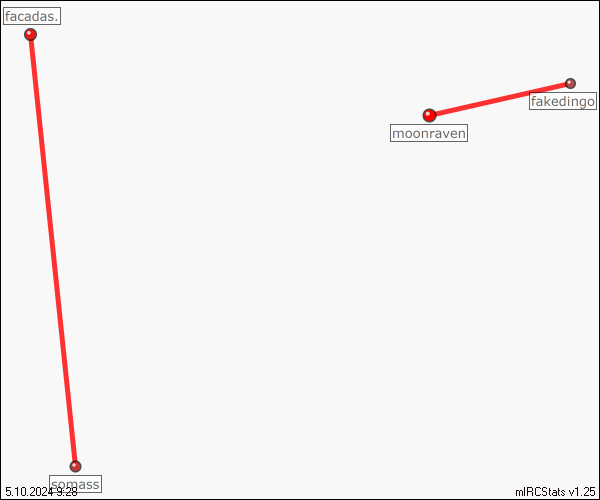 facadas.
fakedingo
moonraven
somass
5.10.2024 9:28
mIRCStats v1.25